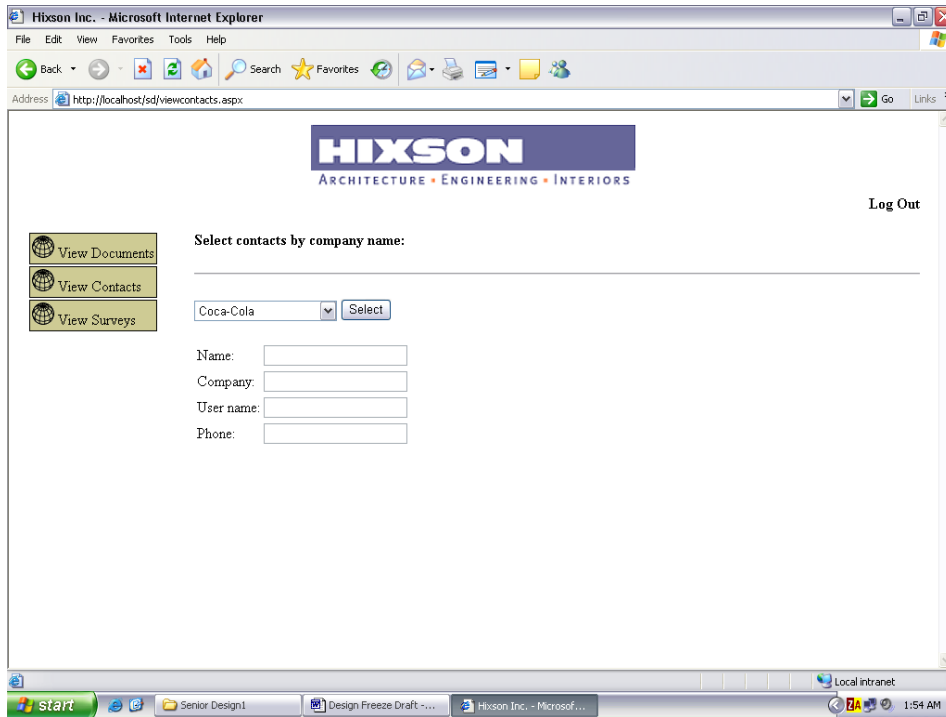 Hixson Inc. - Microsoft Internet Explorer
File Edit View Favorites Tools Help
Back Search Favorites
Address http://localhost/sd/viewcontacts.aspx Go Links
HIXSON
ARCHITECTURE • ENGINEERING • INTERIORS
Log Out
View Documents
View Contacts
View Surveys
Select contacts by company name:
Coca-Cola Select
Name:
Company:
User name:
Phone:
Local intranet
start Senior Design1 Design Freeze Draft -... Hixson Inc. - Microsof... ZA 1:54 AM